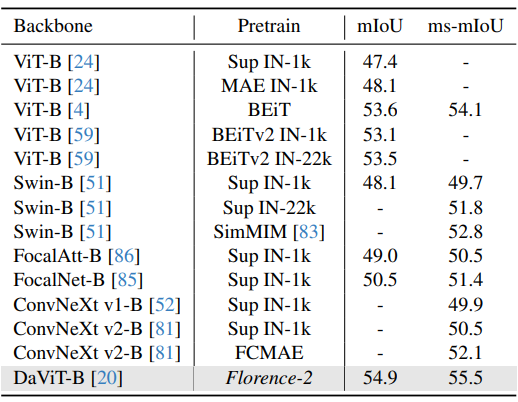 Backbone Pretrain mIoU ms-mIoU
ViT-B [24] Sup IN-1k 47.4 -
ViT-B [24] MAE IN-1k 48.1 -
ViT-B [4] BEiT 53.6 54.1
ViT-B [59] BEiTv2 IN-1k 53.1 -
ViT-B [59] BEiTv2 IN-22k 53.5 -
Swin-B [51] Sup IN-1k 48.1 49.7
Swin-B [51] Sup IN-22k - 51.8
Swin-B [51] SimMIM [83] - 52.8
FocalAtt-B [86] Sup IN-1k 49.0 50.5
FocalNet-B [85] Sup IN-1k 50.5 51.4
ConvNeXt v1-B [52] Sup IN-1k - 49.9
ConvNeXt v2-B [81] Sup IN-1k - 50.5
ConvNeXt v2-B [81] FCMAE - 52.1
DaViT-B [20] Florence-2 54.9 55.5